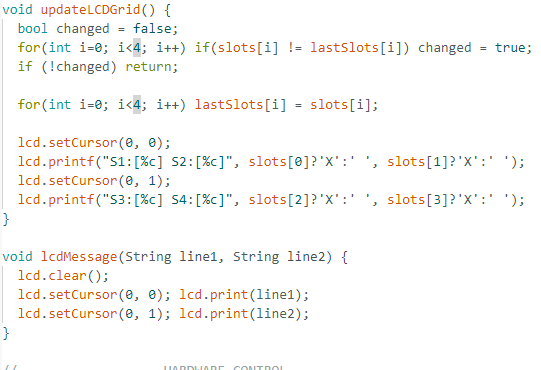 void updateLCDGrid() {
  bool changed = false;
  for(int i=0; i<4; i++) if(slots[i] != lastSlots[i]) changed = true;
  if (!changed) return;
  for(int i=0; i<4; i++) lastSlots[i] = slots[i];
  lcd.setCursor(0, 0);
  lcd.printf("S1:[%c] S2:[%c]", slots[0]?'X':' ', slots[1]?'X':' ');
  lcd.setCursor(0, 1);
  lcd.printf("S3:[%c] S4:[%c]", slots[2]?'X':' ', slots[3]?'X':' ');
}
void lcdMessage(String line1, String line2) {
  lcd.clear();
  lcd.setCursor(0, 0); lcd.print(line1);
  lcd.setCursor(0, 1); lcd.print(line2);
}
// HARDWARE CONTROL